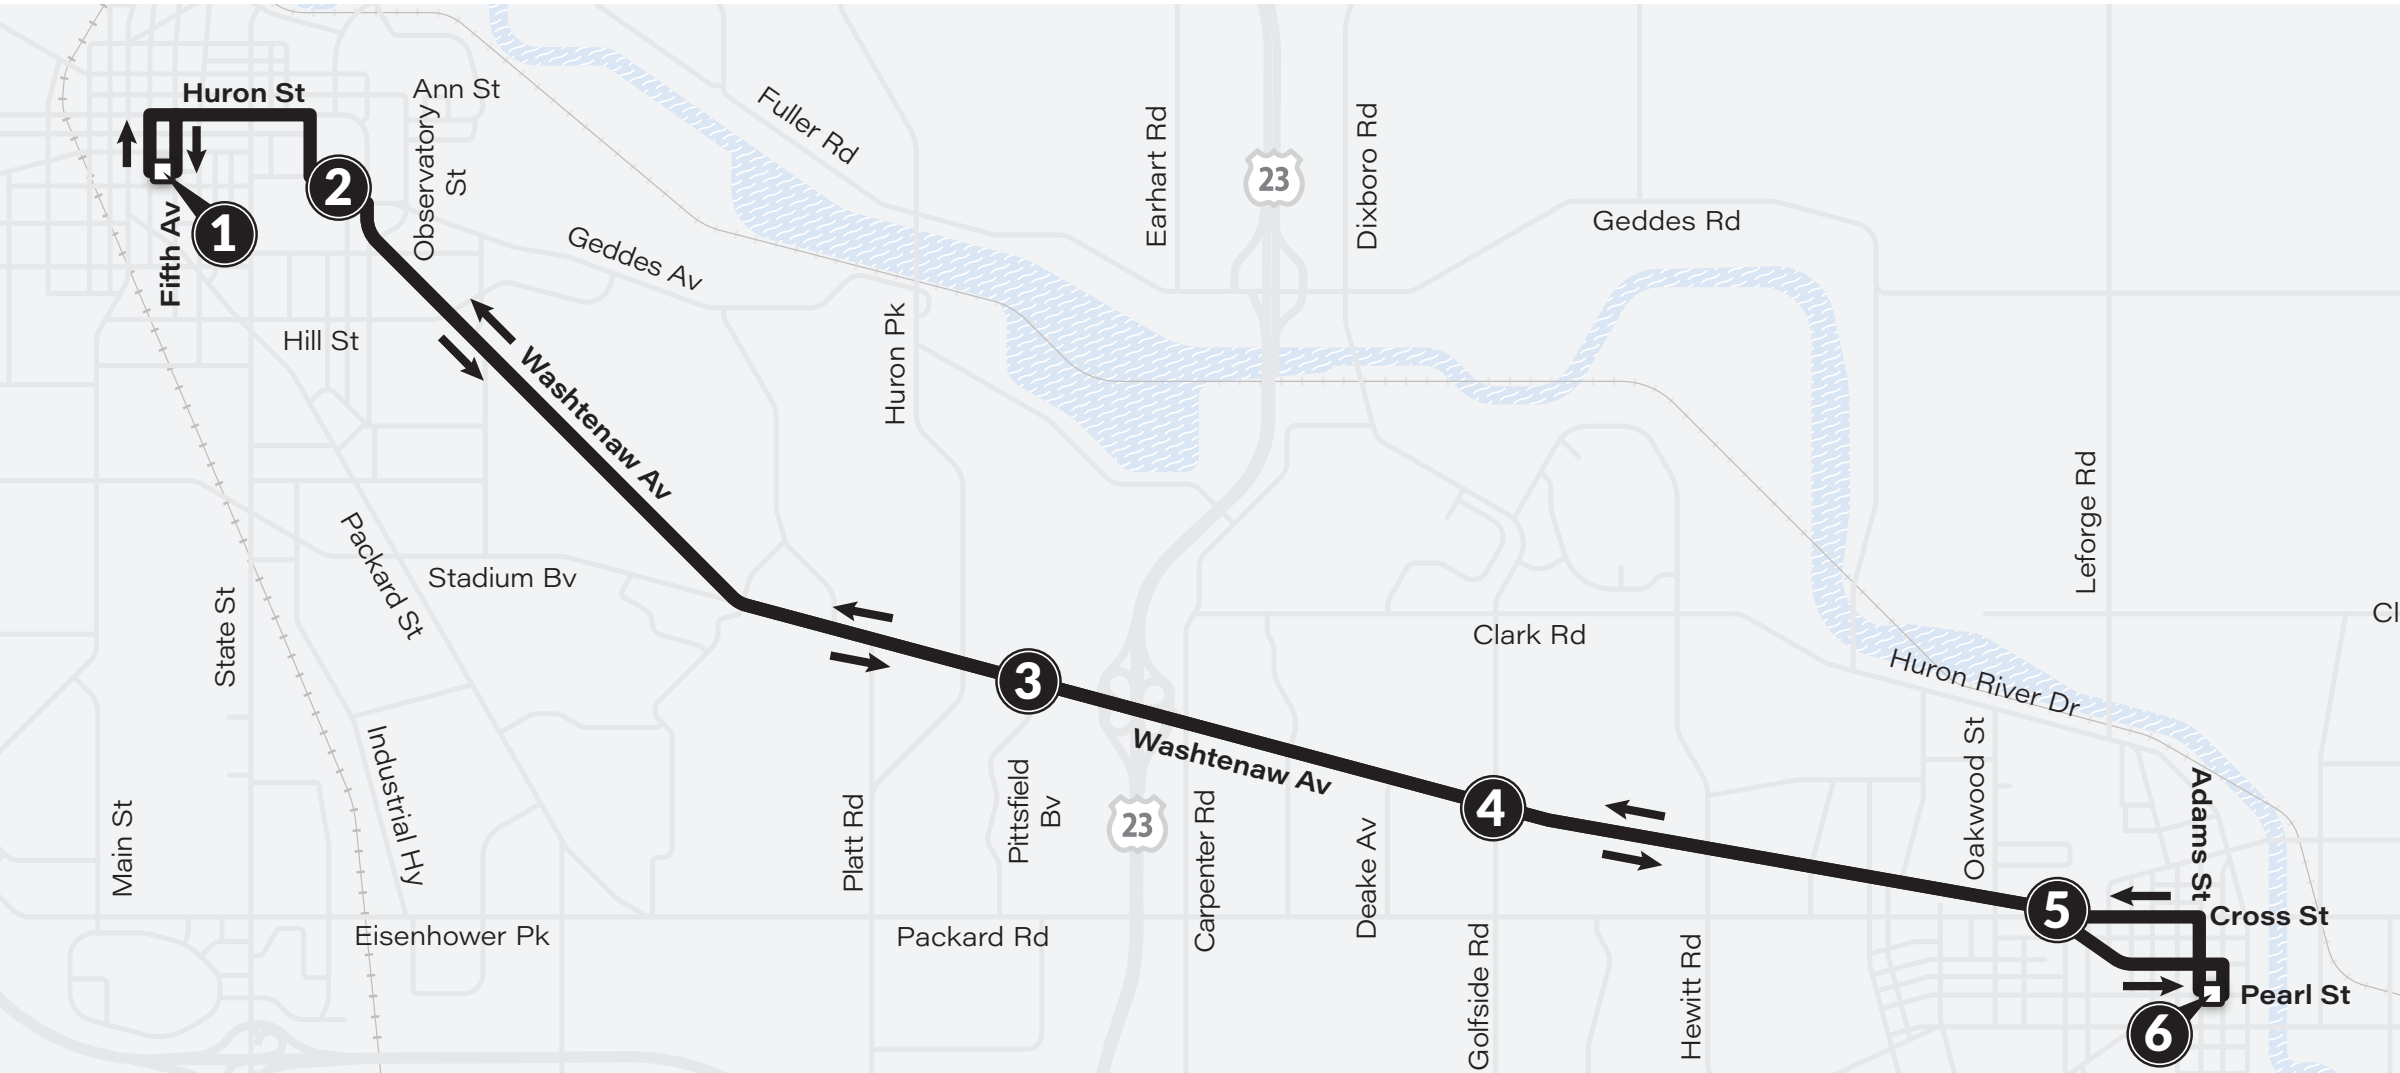 Huron St
Ann St
Observatory
St
Fuller Rd
Earhart Rd
23
Dixboro Rd
Geddes Rd
2
1
Fifth Av
Geddes Av
Hill St
Huron Pk
Washtenaw Av
Leforge Rd
Packard St
Stadium Bv
State St
Clark Rd
Cl
Huron River Dr
3
Washtenaw Av
Industrial Hy
Main St
Platt Rd
Pittsfield
Bv
23
Carpenter Rd
Deake Av
4
Oakwood St
Adams St
5
Cross St
Eisenhower Pk
Packard Rd
Golfside Rd
Hewitt Rd
Pearl St
6